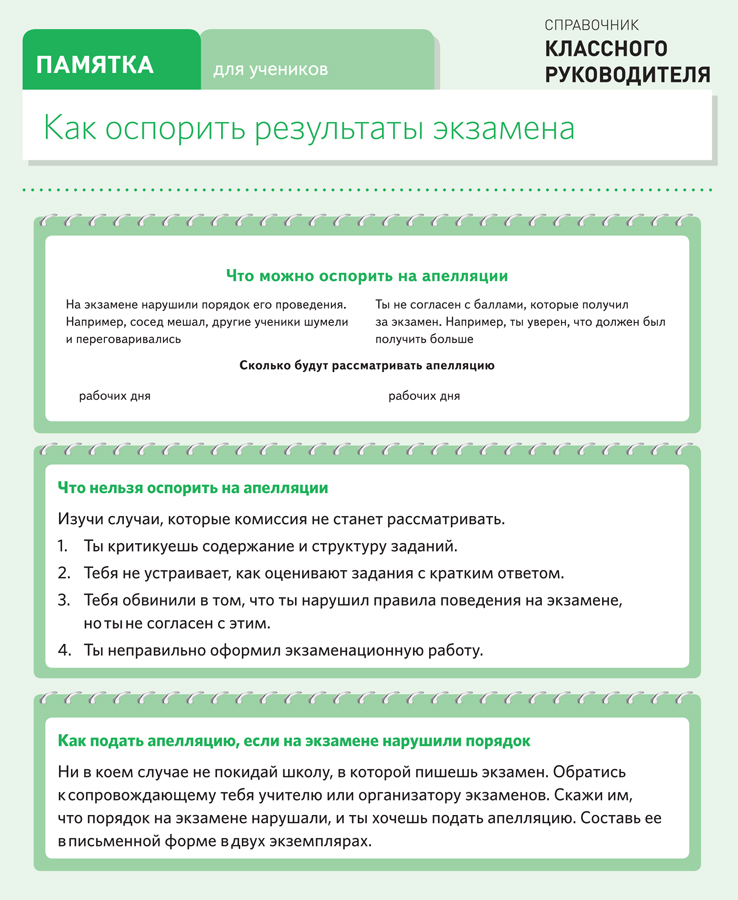 ПАМЯТКА
для учеников
СПРАВОЧНИК
КЛАССНОГО
РУКОВОДИТЕЛЯ
Как оспорить результаты экзамена
Что можно оспорить на апелляции
На экзамене нарушили порядок его проведения.
Например, сосед мешал, другие ученики шумели
и переговаривались
Ты не согласен с баллами, которые получил
за экзамен. Например, ты уверен, что должен был
получить больше
Сколько будут рассматривать апелляцию
рабочих дня
рабочих дня
Что нельзя оспорить на апелляции
Изучи случаи, которые комиссия не станет рассматривать.
1. Ты критикуешь содержание и структуру заданий.
2. Тебя не устраивает, как оценивают задания с кратким ответом.
3. Тебя обвинили в том, что ты нарушил правила поведения на экзамене,
но ты не согласен с этим.
4. Ты неправильно оформил экзаменационную работу.
Как подать апелляцию, если на экзамене нарушили порядок
Ни в коем случае не покидай школу, в которой пишешь экзамен. Обратись
к сопровождающему тебя учителю или организатору экзаменов. Скажи им,
что порядок на экзамене нарушали, и ты хочешь подать апелляцию. Составь ее
в письменной форме в двух экземплярах.